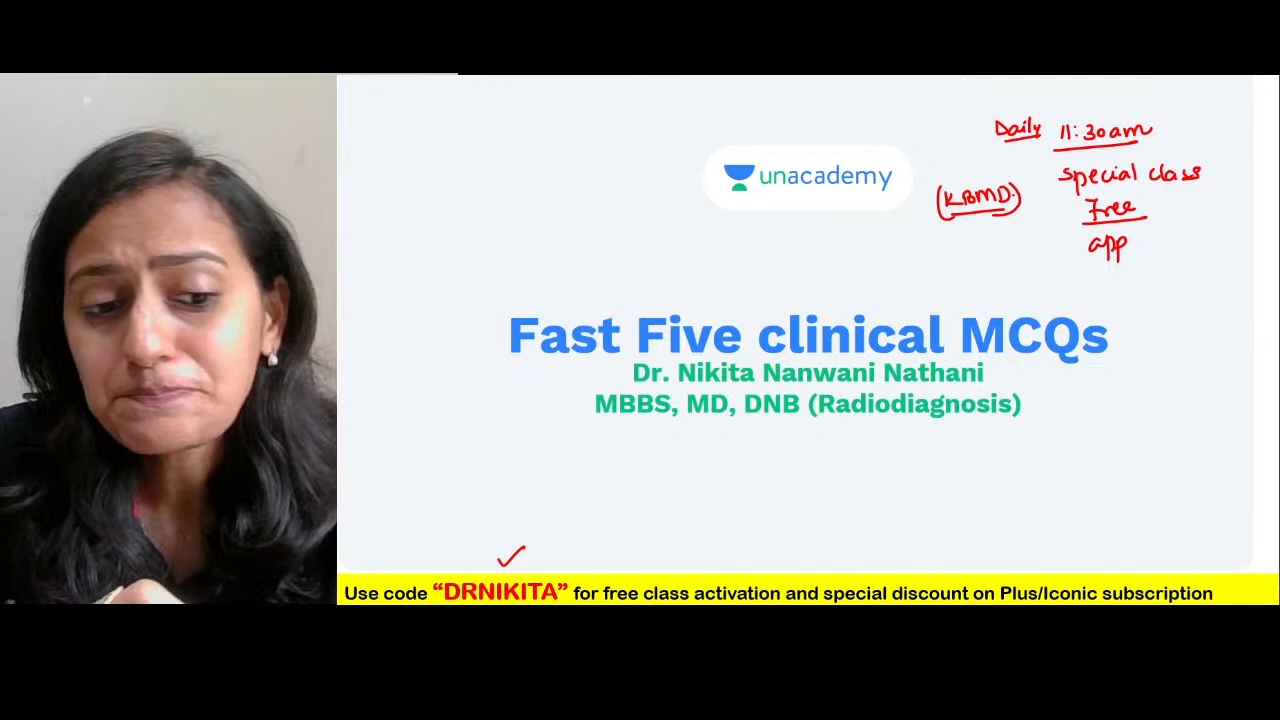 Daily 11:30am
special class
(KBMD.)
Free
app
unacademy
Fast Five clinical MCQs
Dr. Nikita Nanwani Nathani
MBBS, MD, DNB (Radiodiagnosis)
Use code “DRNIKITA” for free class activation and special discount on Plus/Iconic subscription